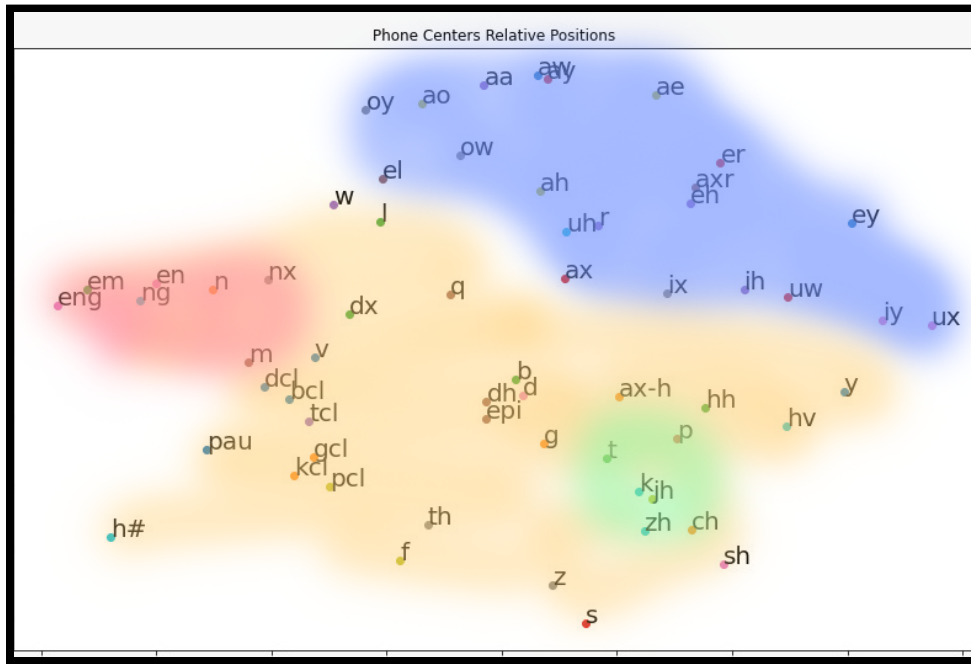 Phone Centers Relative Positions
aw
ay
aa
ae
ao
oy
ow
er
el
axr
ah
eh
w
l
r
uh
ey
ax
nx
en
em
n
ng
eng
q
ix
ih
uw
iy
ux
dx
v
m
b
dcl
d
ax-h
y
bcl
dh
hh
tcl
epi
hv
p
g
pau
gcl
t
kcl
pcl
k
jh
th
zh
ch
h#
f
sh
z
s